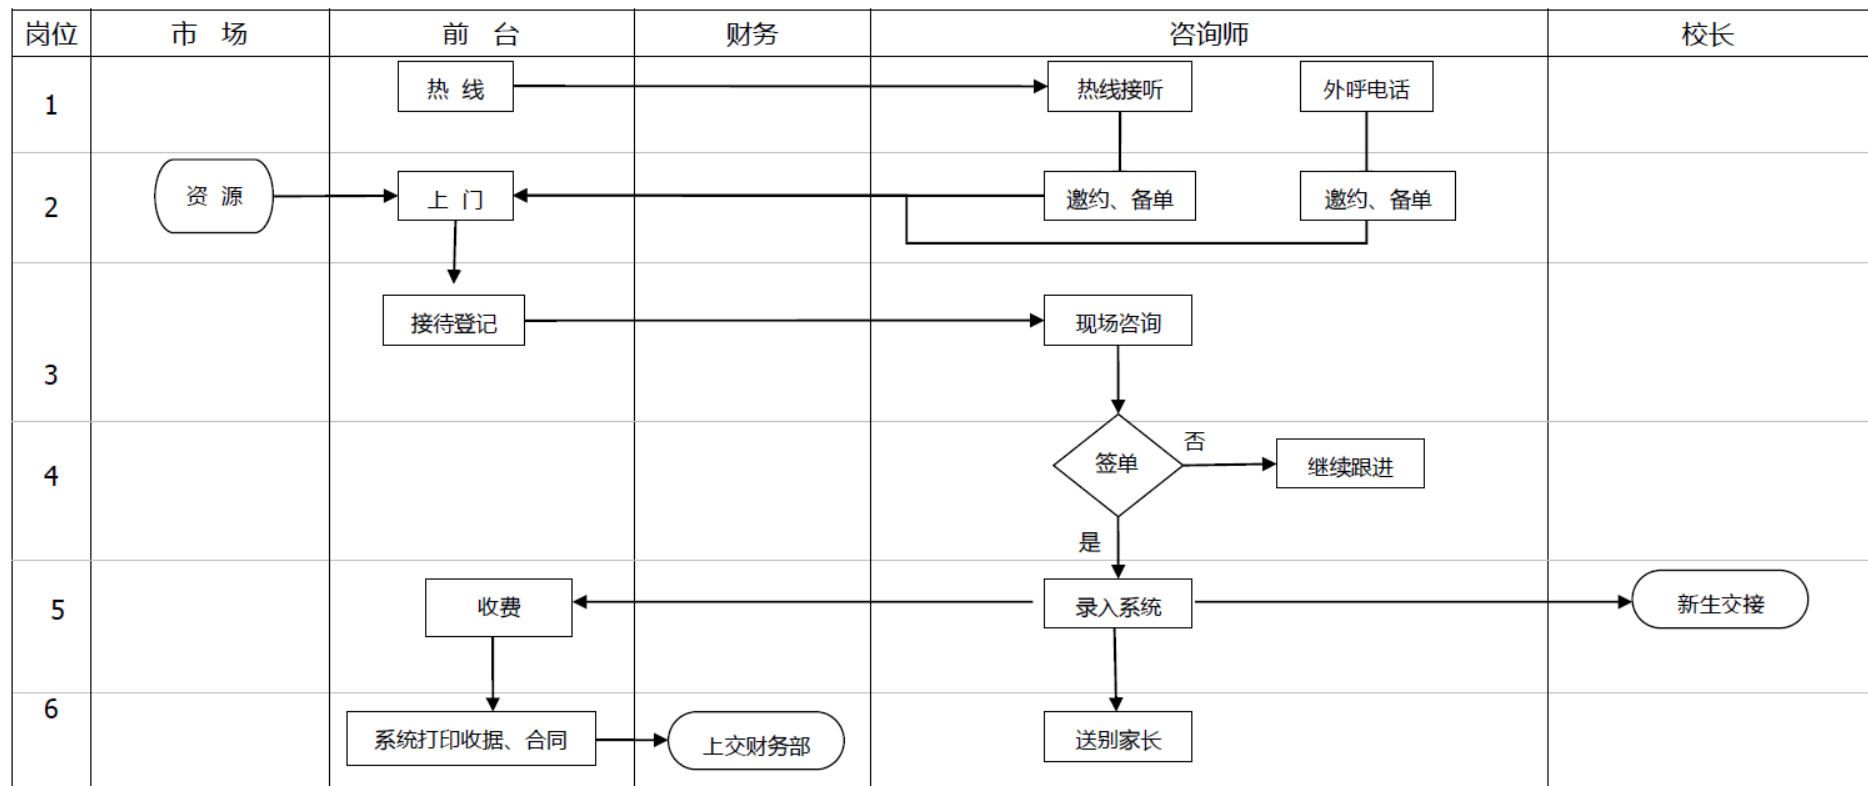 岗位 市 场 前 台 财务 咨询师 校长
1 热 线 热线接听 外呼电话
2 资 源 上 门 邀约、备单 邀约、备单
接待登记 现场咨询
3
否
4 签单 继续跟进
是
5 收费 录入系统 新生交接
6
系统打印收据、合同 上交财务部 送别家长